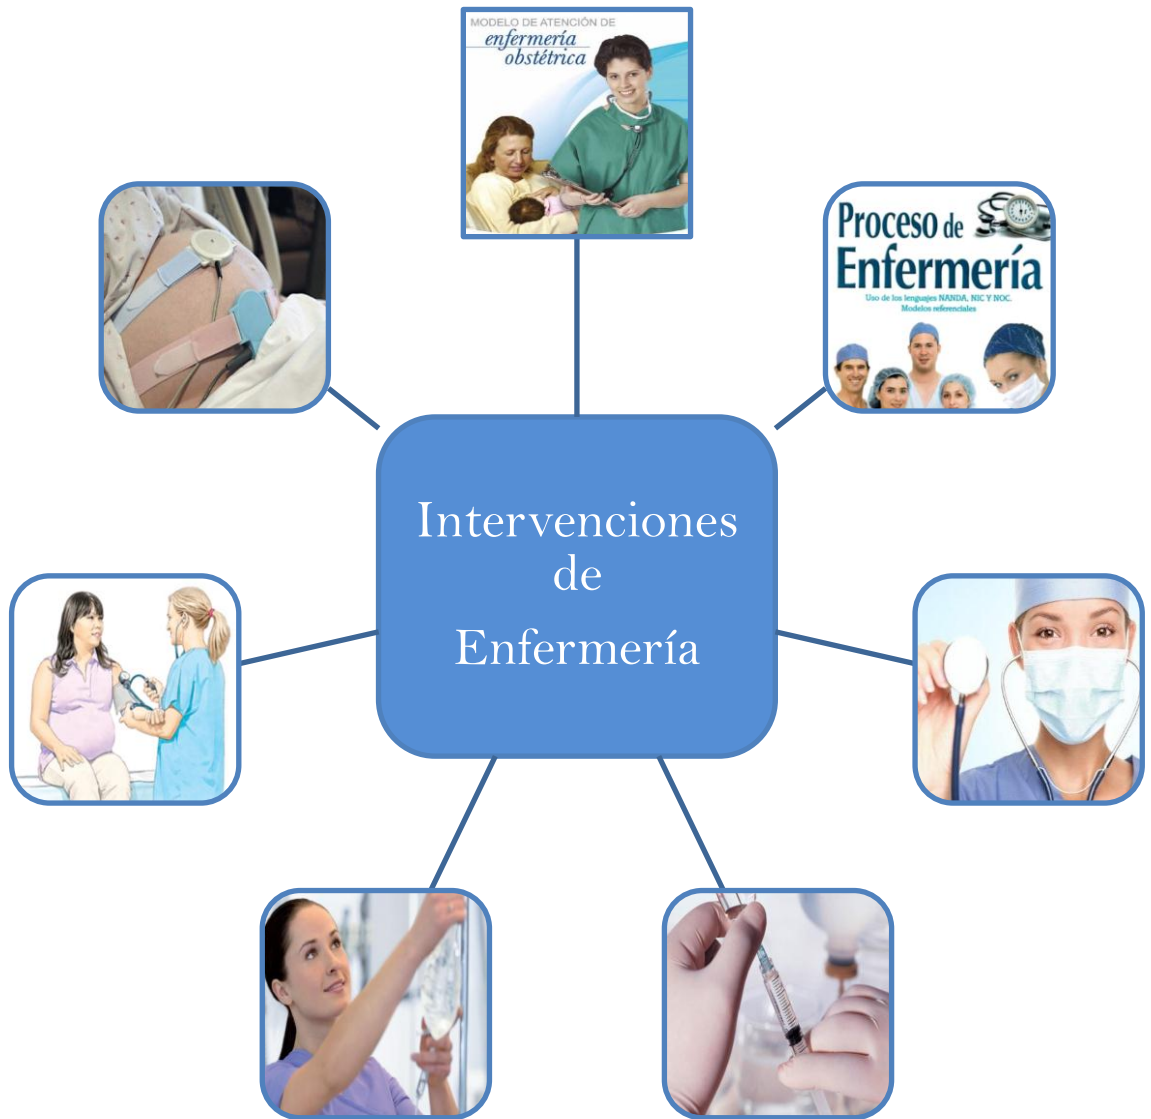 MODELO DE ATENCIÓN DE
enfermería
obstétrica
Proceso de
Enfermería
Uso de los lenguajes NANDA, NIC Y NOC.
Modelos referenciales
Intervenciones
de
Enfermería